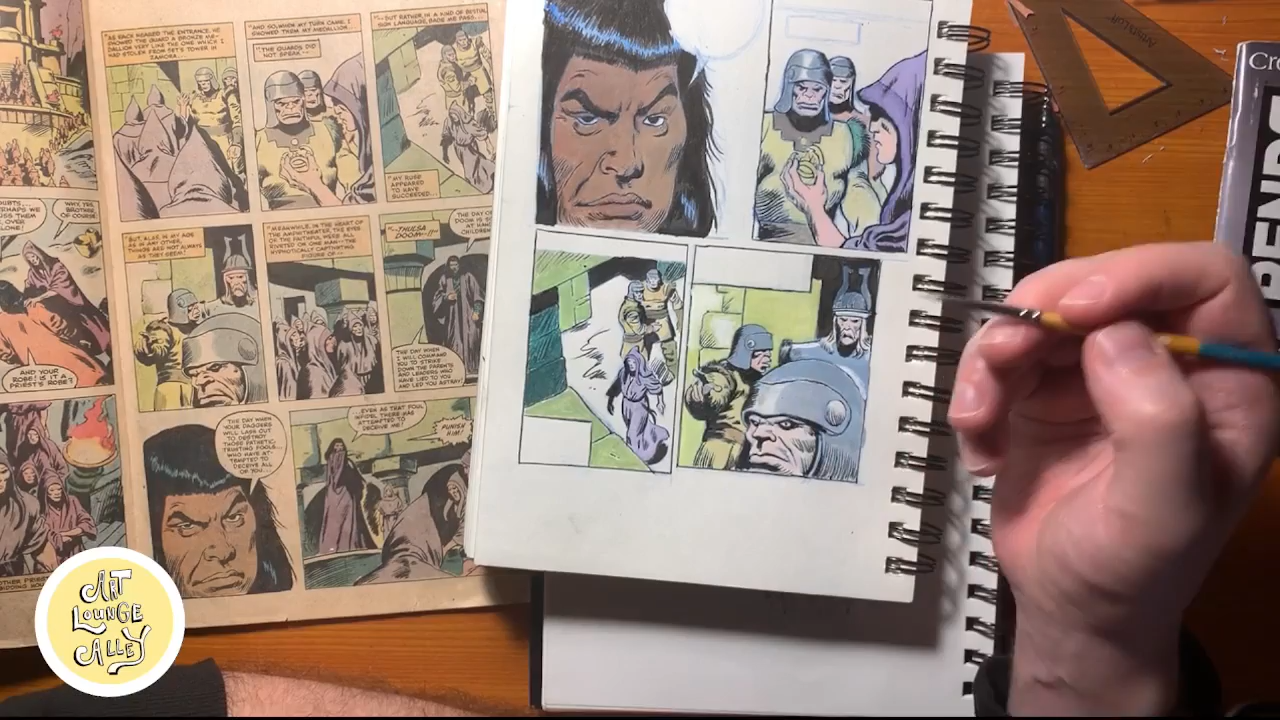 "AS EACH NEARED THE ENTRANCE, HE
SHOWED THE GUARD A BRONZE ME-
DALLION VERY LIKE THE ONE WHICH I
HAD STOLEN FROM SET'S TOWER IN
ZAMORA...
"AND SO, WHEN MY TURN CAME, I
SHOWED THEM MY MEDALLION.
"THE GUARDS DID
NOT SPEAK--
"--BUT RATHER, IN A KIND OF BESTIAL
SIGN LANGUAGE, BADE ME PASS...
"MY RUSE
APPEARED
TO HAVE
SUCCEEDED...
WHY, YES,
BROTHER,
OF COURSE.
AND YOUR
ROBE! IS IT A
PRIEST'S ROBE?
"BUT, ALAS, IN MY AGE
AS IN ANY OTHER,
THINGS ARE NOT ALWAYS
AS THEY SEEM!
"MEANWHILE, IN THE HEART OF
THE AMPHITHEATER, THE EYES
OF THE FAITHFUL WERE ALL
RIVETED ON ONE MAN-- THE
HYPNOTICALLY CAPTIVATING
FIGURE OF--
"--THULSA
DOOM--!!"
THE DAY OF
DOOM IS
AT HAND,
CHILDREN
THE DAY WHEN
I WILL COMMAND
YOU TO STRIKE
DOWN THE PARENTS
AND LEADERS WHO
HAVE LIED TO YOU
AND LED YOU ASTRAY!
THE DAY WHEN
YOUR DAGGERS
WILL LASH OUT
TO DESTROY
THOSE PATHETIC,
TRUSTING FOOLS
WHO HAVE AT-
TEMPTED TO
DECEIVE ALL
OF YOU...
...EVEN AS THAT FOUL
INFIDEL THERE HAS
ATTEMPTED TO
DECEIVE ME!
PUNISH
HIM!
ART
LOUNGE
ALLEY